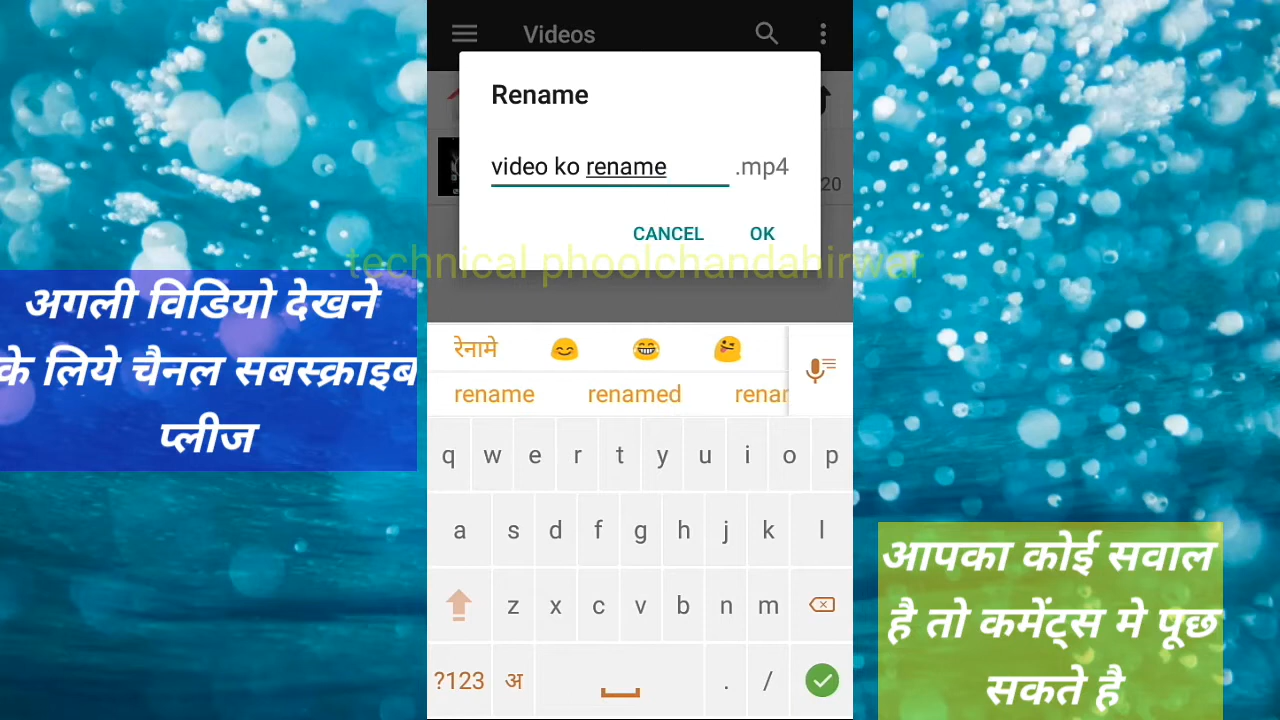 Videos
Rename
video ko rename .mp4
20
CANCEL OK
technical phoolchandahirwar
अगली विडियो देखने
के लिये चैनल सबस्क्राइब
प्लीज
रेनामे 😊 😁 😜
rename renamed renar
q w e r t y u i o p
a s d f g h j k l
z x c v b n m
?123 अ . /
आपका कोई सवाल
है तो कमेंट्स मे पूछ
सकते है